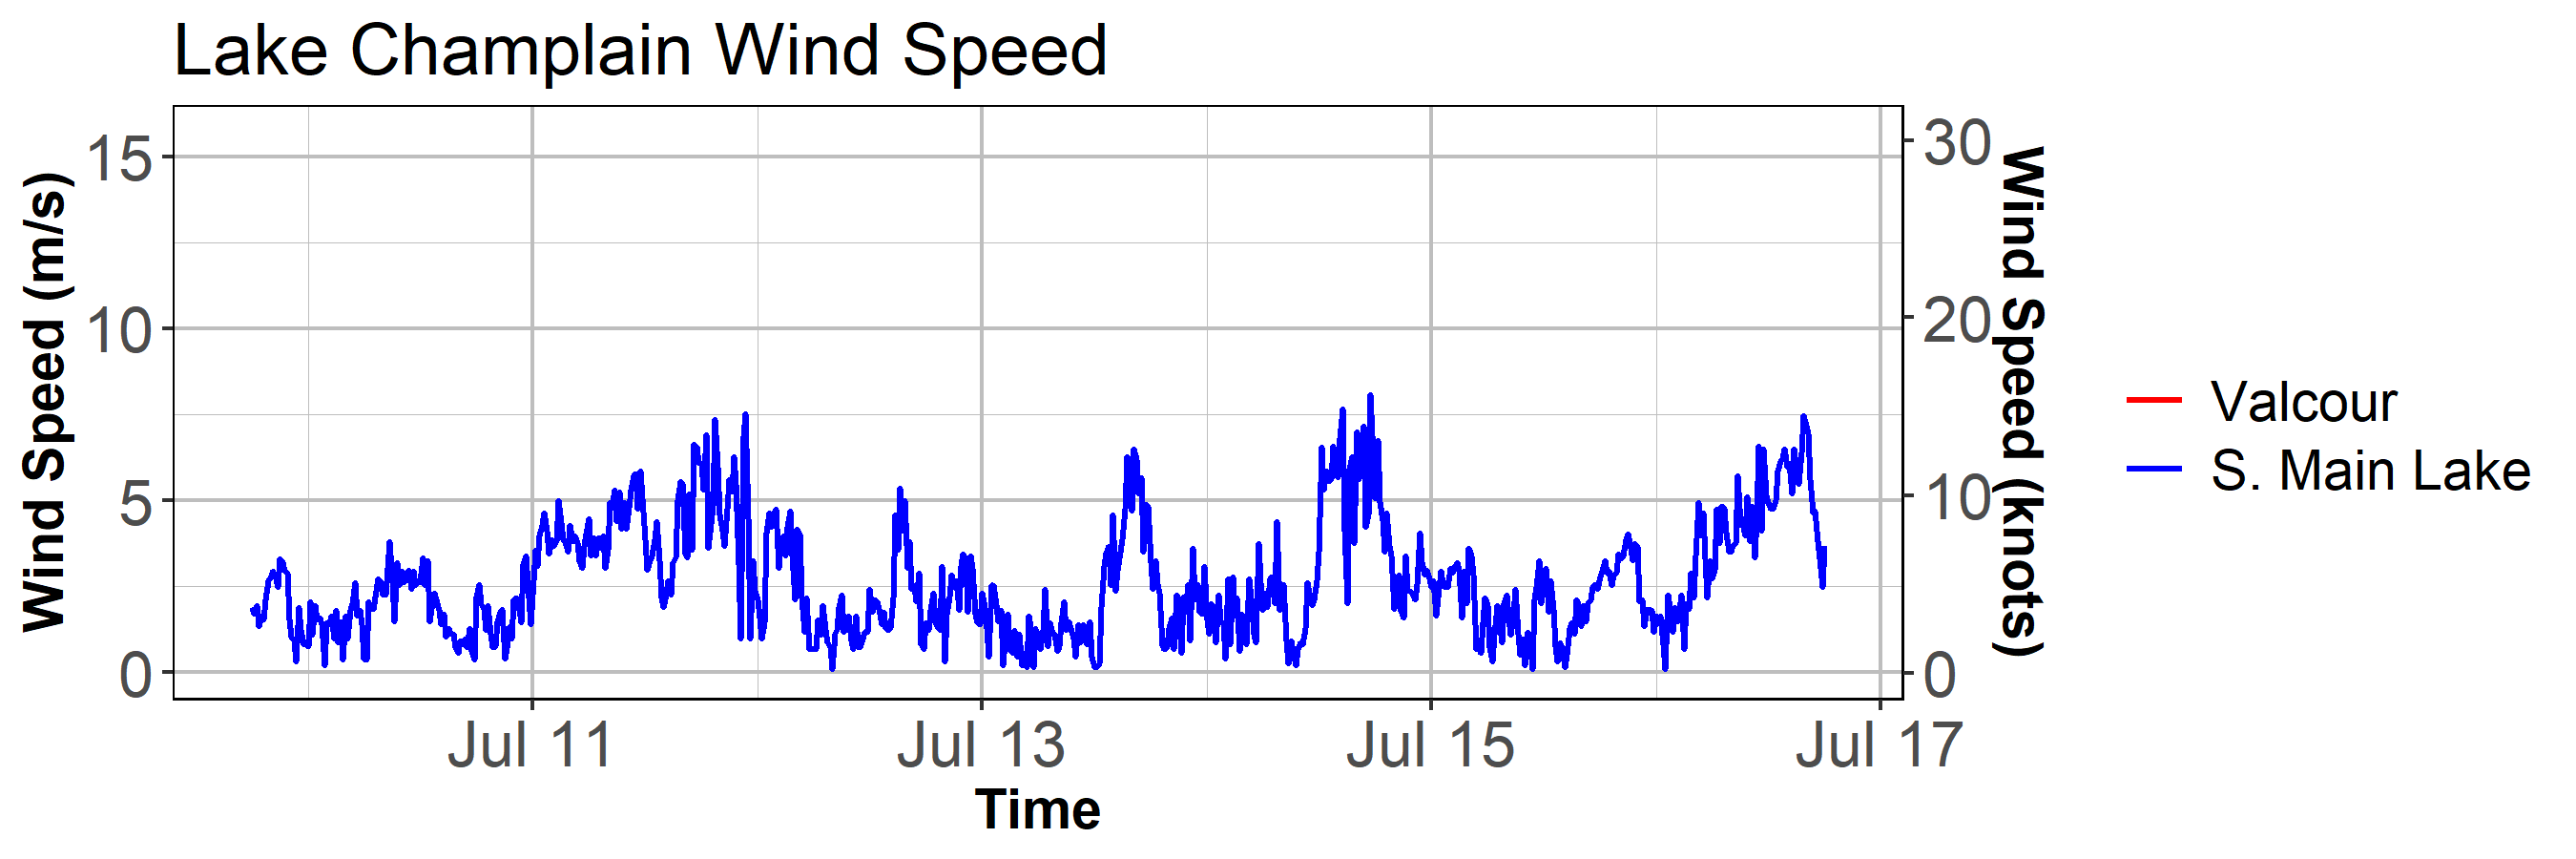 Lake Champlain Wind Speed
Wind Speed (m/s)
15
10
5
0
30
20
10
0
Wind Speed (knots)
Jul 11
Jul 13
Jul 15
Jul 17
Time
Valcour
S. Main Lake